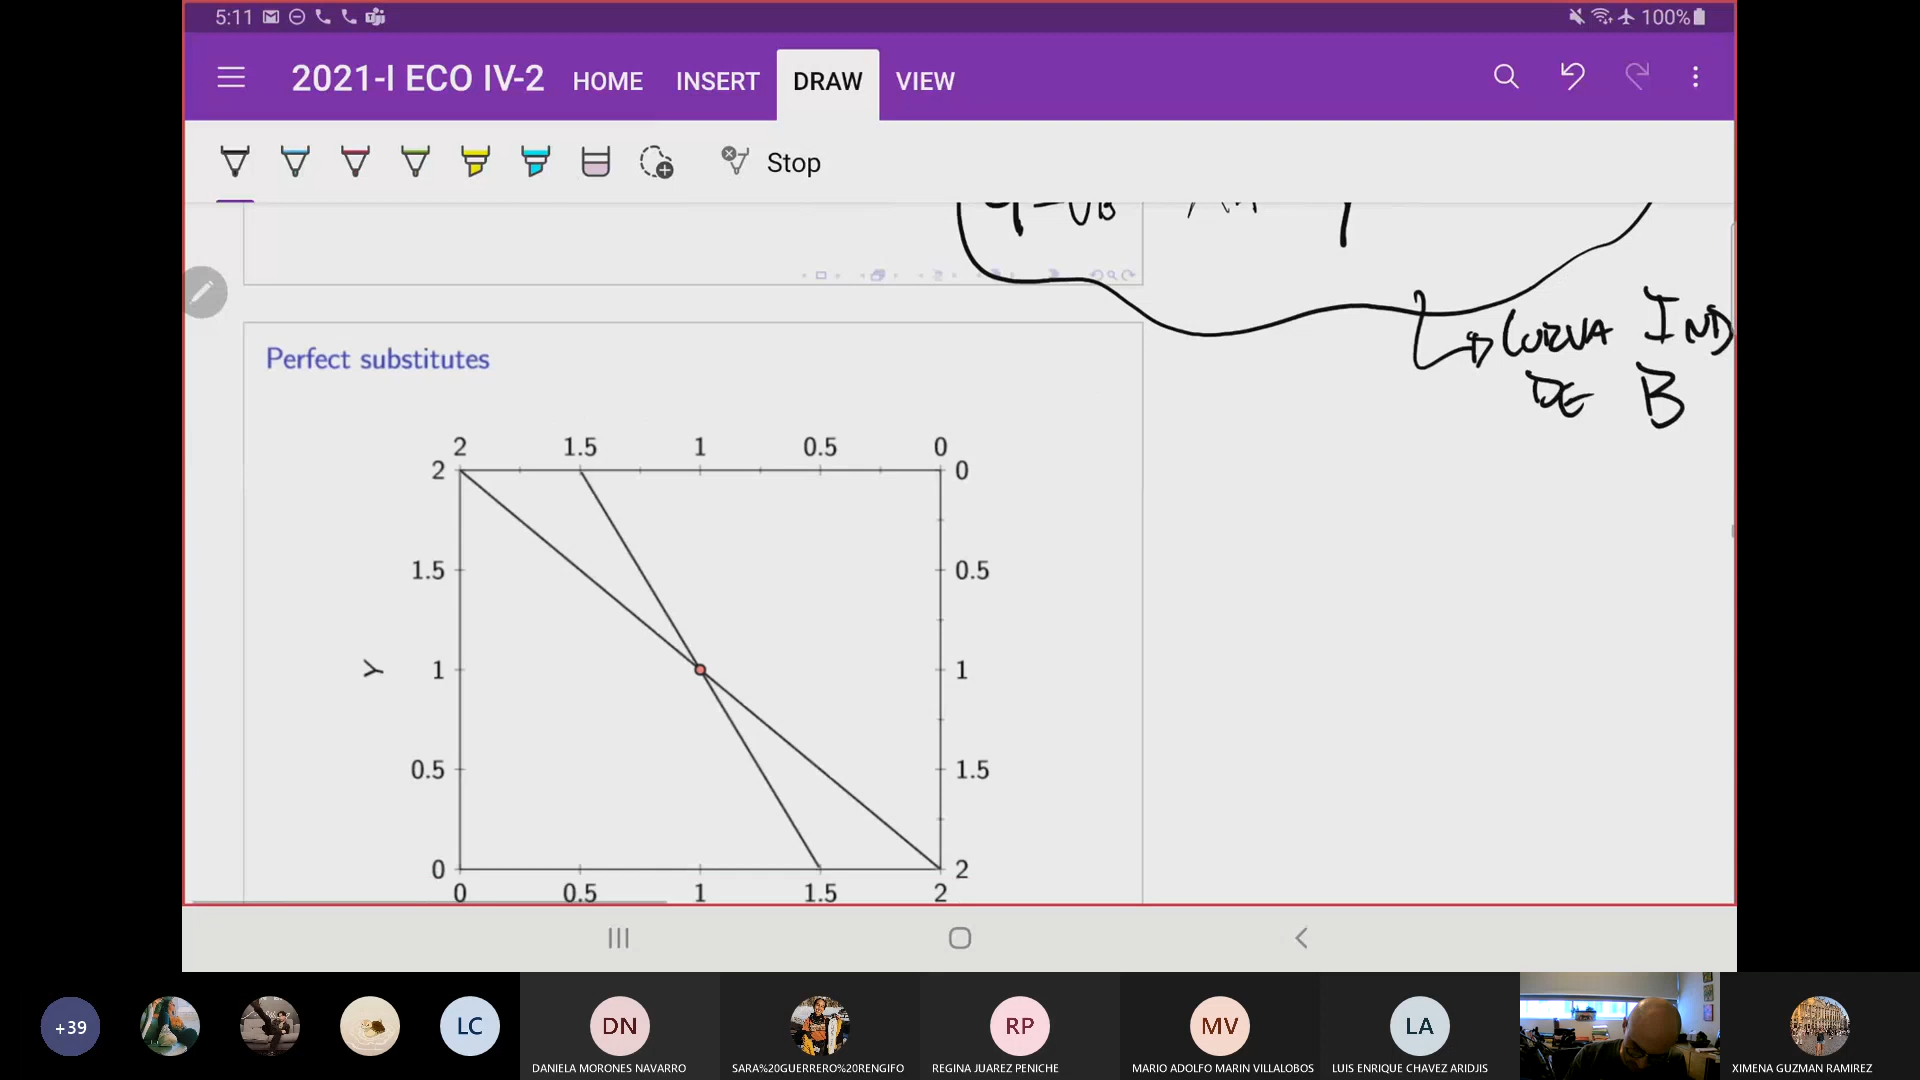 5:11 100%
2021-I ECO IV-2 HOME INSERT DRAW VIEW
Stop
CURVA IND
DE B
Perfect substitutes
2 1.5 1 0.5 0
2 0
1.5 0.5
Y 1 1
0.5 1.5
0 2
0 0.5 1 1.5 2
+39 LC DN RP MV LA
DANIELA MORONES NAVARRO SARA%20GUERRERO%20RENGIFO REGINA JUAREZ PENICHE MARIO ADOLFO MARIN VILLALOBOS LUIS ENRIQUE CHAVEZ ARIDJIS XIMENA GUZMAN RAMIREZ